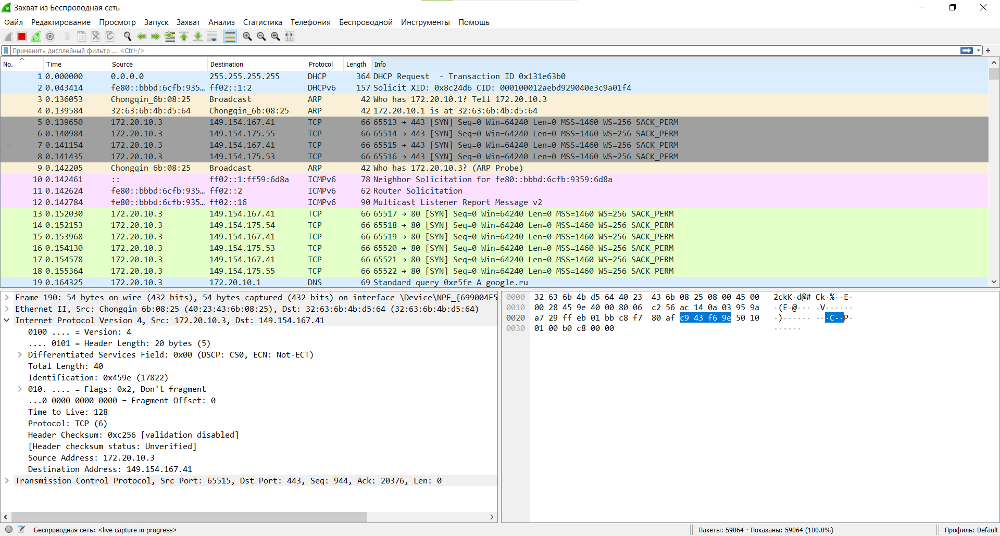 Захват из Беспроводная сеть
Файл Редактирование Просмотр Запуск Захват Анализ Статистика Телефония Беспроводной Инструменты Помощь
Применить дисплейный фильтр ... <Ctrl-/>
No. Time Source Destination Protocol Length Info
1 0.000000 0.0.0.0 255.255.255.255 DHCP 364 DHCP Request - Transaction ID 0x131e63b0
2 0.043414 fe80::bbbd:6cfb:935… ff02::1:2 DHCPv6 157 Solicit XID: 0x8c24d6 CID: 000100012aebd929040e3c9a01f4
3 0.136053 Chongqin_6b:08:25 Broadcast ARP 42 Who has 172.20.10.1? Tell 172.20.10.3
4 0.139584 32:63:6b:4b:d5:64 Chongqin_6b:08:25 ARP 42 172.20.10.1 is at 32:63:6b:4b:d5:64
5 0.139650 172.20.10.3 149.154.167.41 TCP 66 65513 → 443 [SYN] Seq=0 Win=64240 Len=0 MSS=1460 WS=256 SACK_PERM
6 0.140984 172.20.10.3 149.154.175.55 TCP 66 65514 → 443 [SYN] Seq=0 Win=64240 Len=0 MSS=1460 WS=256 SACK_PERM
7 0.141154 172.20.10.3 149.154.167.41 TCP 66 65515 → 443 [SYN] Seq=0 Win=64240 Len=0 MSS=1460 WS=256 SACK_PERM
8 0.141435 172.20.10.3 149.154.175.53 TCP 66 65516 → 443 [SYN] Seq=0 Win=64240 Len=0 MSS=1460 WS=256 SACK_PERM
9 0.142205 Chongqin_6b:08:25 Broadcast ARP 42 Who has 172.20.10.3? (ARP Probe)
10 0.142461 :: ff02::1:ff59:6d8a ICMPv6 78 Neighbor Solicitation for fe80::bbbd:6cfb:9359:6d8a
11 0.142624 fe80::bbbd:6cfb:935… ff02::2 ICMPv6 62 Router Solicitation
12 0.142784 fe80::bbbd:6cfb:935… ff02::16 ICMPv6 90 Multicast Listener Report Message v2
13 0.152030 172.20.10.3 149.154.167.41 TCP 66 65517 → 80 [SYN] Seq=0 Win=64240 Len=0 MSS=1460 WS=256 SACK_PERM
14 0.152153 172.20.10.3 149.154.175.54 TCP 66 65518 → 80 [SYN] Seq=0 Win=64240 Len=0 MSS=1460 WS=256 SACK_PERM
15 0.153968 172.20.10.3 149.154.167.41 TCP 66 65519 → 80 [SYN] Seq=0 Win=64240 Len=0 MSS=1460 WS=256 SACK_PERM
16 0.154130 172.20.10.3 149.154.175.53 TCP 66 65520 → 80 [SYN] Seq=0 Win=64240 Len=0 MSS=1460 WS=256 SACK_PERM
17 0.154578 172.20.10.3 149.154.167.41 TCP 66 65521 → 80 [SYN] Seq=0 Win=64240 Len=0 MSS=1460 WS=256 SACK_PERM
18 0.155364 172.20.10.3 149.154.175.55 TCP 66 65522 → 80 [SYN] Seq=0 Win=64240 Len=0 MSS=1460 WS=256 SACK_PERM
19 0.164325 172.20.10.3 172.20.10.1 DNS 69 Standard query 0xe5fe A google.ru
Frame 190: 54 bytes on wire (432 bits), 54 bytes captured (432 bits) on interface \Device\NPF_{699004E5
Ethernet II, Src: Chongqin_6b:08:25 (40:23:43:6b:08:25), Dst: 32:63:6b:4b:d5:64 (32:63:6b:4b:d5:64)
Internet Protocol Version 4, Src: 172.20.10.3, Dst: 149.154.167.41
0100 .... = Version: 4
.... 0101 = Header Length: 20 bytes (5)
Differentiated Services Field: 0x00 (DSCP: CS0, ECN: Not-ECT)
Total Length: 40
Identification: 0x459e (17822)
010. .... = Flags: 0x2, Don't fragment
...0 0000 0000 0000 = Fragment Offset: 0
Time to Live: 128
Protocol: TCP (6)
Header Checksum: 0xc256 [validation disabled]
[Header checksum status: Unverified]
Source Address: 172.20.10.3
Destination Address: 149.154.167.41
Transmission Control Protocol, Src Port: 65515, Dst Port: 443, Seq: 944, Ack: 20376, Len: 0
0000 32 63 6b 4b d5 64 40 23 43 6b 08 25 08 00 45 00 2ckK·d@# Ck·%··E·
0010 00 28 45 9e 40 00 80 06 c2 56 ac 14 0a 03 95 9a ·(E·@··· ·V······
0020 a7 29 ff eb 01 bb c8 f7 80 af c9 43 f6 9e 50 10 ·)······ ···C··P·
0030 01 00 b0 c8 00 00 ······
Беспроводная сеть: <live capture in progress>
Пакеты: 59064 · Показаны: 59064 (100.0%)
Профиль: Default